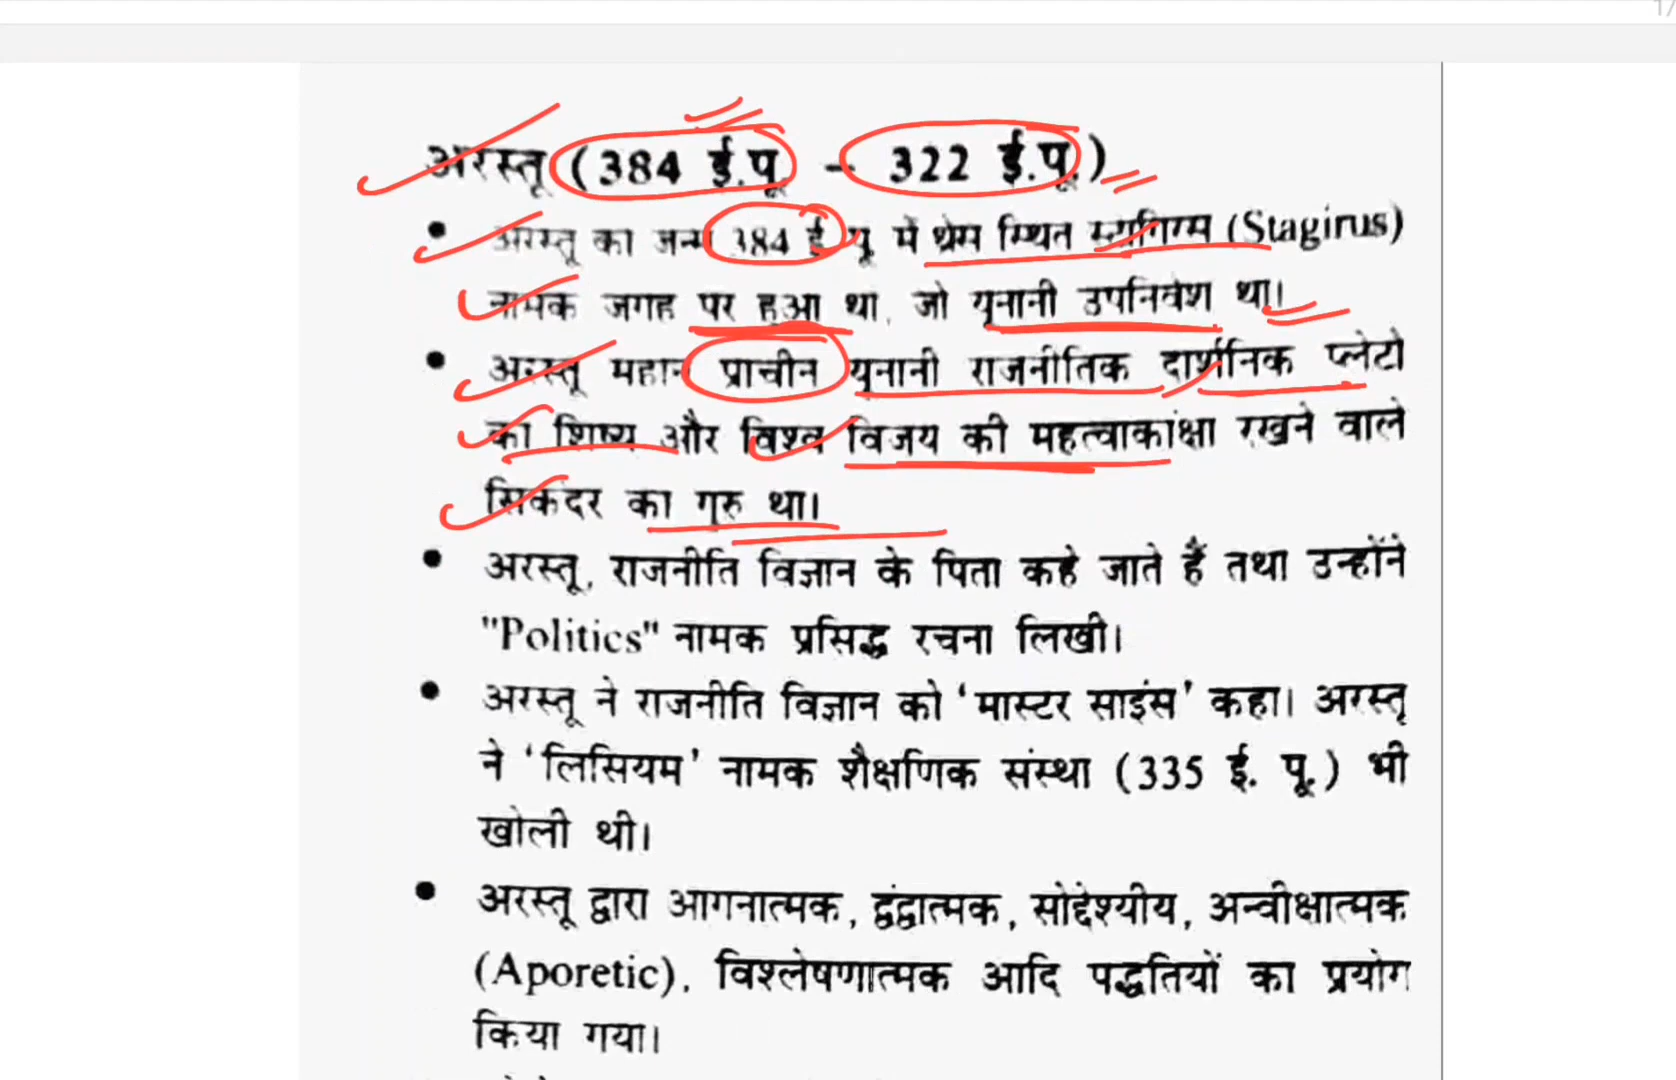 अरस्तू (384 ई.पू. – 322 ई.पू.)
• अरस्तू का जन्म 384 ई. पू. में थ्रेस स्थित स्तागिरस (Stagirus)
नामक जगह पर हुआ था, जो यूनानी उपनिवेश था।
• अरस्तू महान प्राचीन यूनानी राजनीतिक दार्शनिक प्लेटो
का शिष्य और विश्व विजय की महत्वाकांक्षा रखने वाले
सिकंदर का गुरु था।
• अरस्तू, राजनीति विज्ञान के पिता कहे जाते हैं तथा उन्होंने
"Politics" नामक प्रसिद्ध रचना लिखी।
• अरस्तू ने राजनीति विज्ञान को 'मास्टर साइंस' कहा। अरस्तू
ने 'लिसियम' नामक शैक्षणिक संस्था (335 ई. पू.) भी
खोली थी।
• अरस्तू द्वारा आगनात्मक, द्वंद्वात्मक, सोद्देश्यीय, अन्वीक्षात्मक
(Aporetic), विश्लेषणात्मक आदि पद्धतियों का प्रयोग
किया गया।